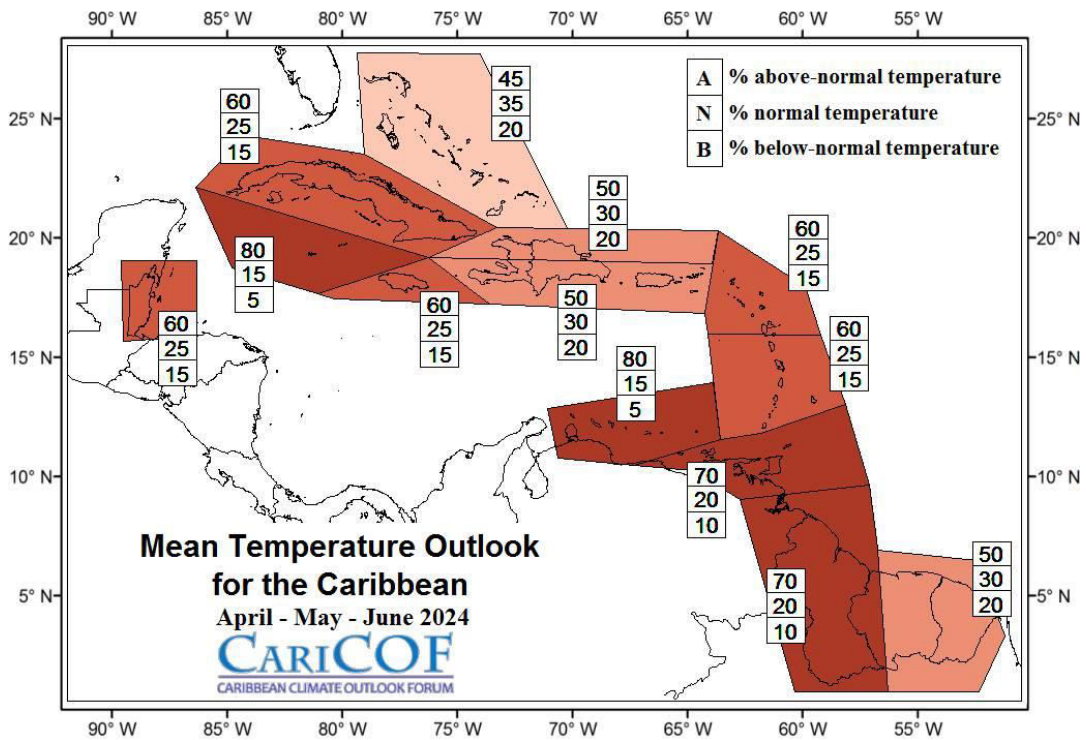 90° W 85° W 80° W 75° W 70° W 65° W 60° W 55° W
A % above-normal temperature
N % normal temperature
B % below-normal temperature
45
35
20
60
25
15
25° N
25° N
50
30
20
60
25
15
20° N
20° N
80
15
5
60
25
15
50
30
20
60
25
15
60
25
15
15° N
15° N
80
15
5
10° N
10° N
70
20
10
Mean Temperature Outlook
for the Caribbean
April - May - June 2024
CARICOF
CARIBBEAN CLIMATE OUTLOOK FORUM
50
30
20
70
20
10
5° N
5° N
90° W 85° W 80° W 75° W 70° W 65° W 60° W 55° W